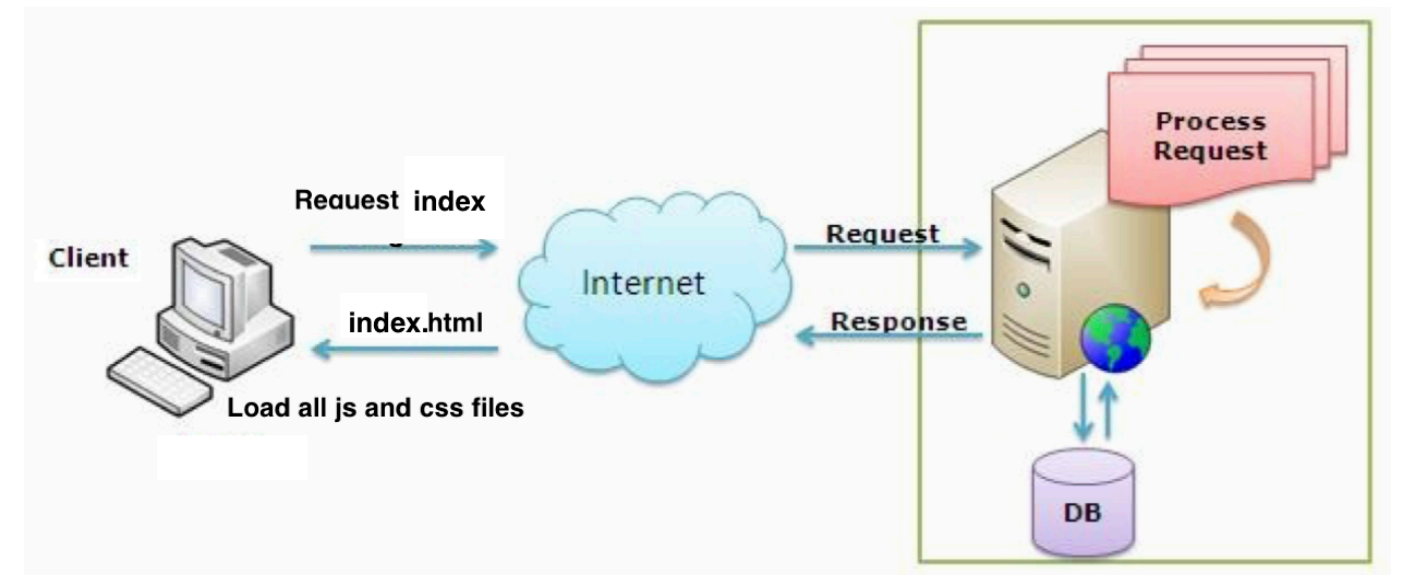 Process
Request
Request index
Client
Request
Internet
index.html
Response
Load all js and css files
DB